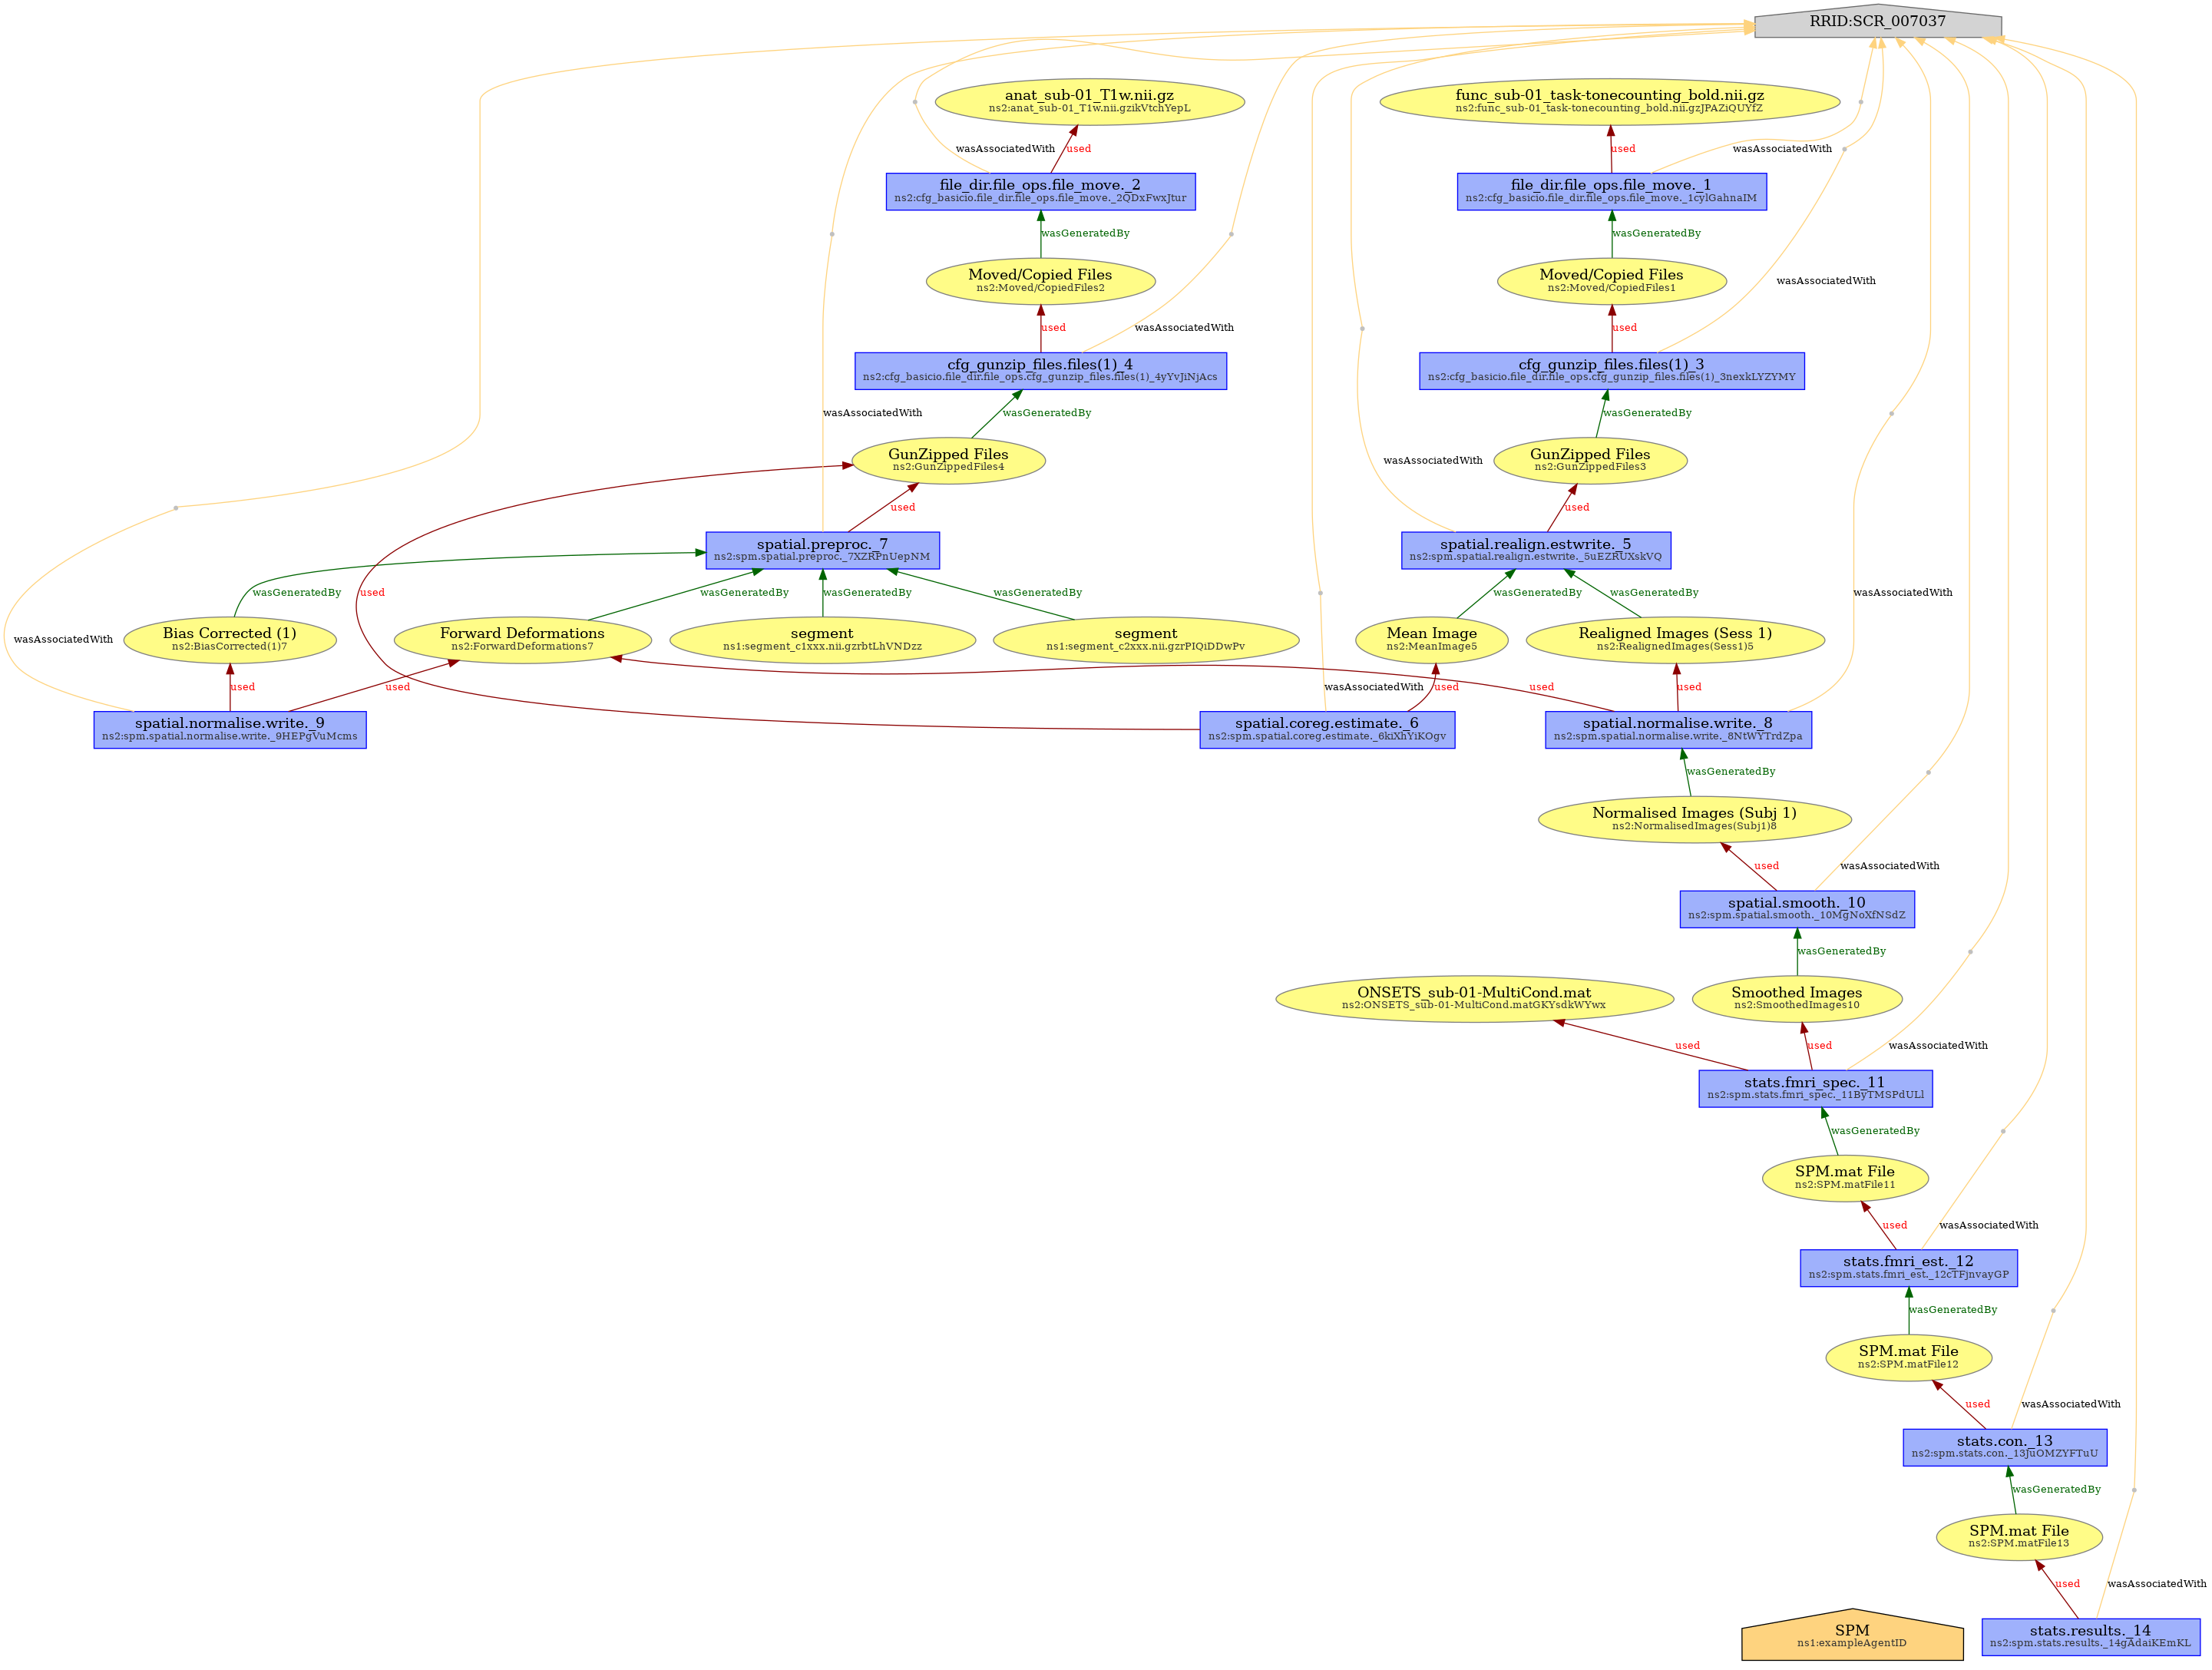 RRID:SCR_007037
anat_sub-01_T1w.nii.gz
ns2:anat_sub-01_T1w.nii.gzikVtchYepL
func_sub-01_task-tonecounting_bold.nii.gz
ns2:func_sub-01_task-tonecounting_bold.nii.gzJPAZiQUYfZ
wasAssociatedWith
used
used
wasAssociatedWith
file_dir.file_ops.file_move._2
ns2:cfg_basicio.file_dir.file_ops.file_move._2QDxFwxJtur
file_dir.file_ops.file_move._1
ns2:cfg_basicio.file_dir.file_ops.file_move._1cylGahnaIM
wasGeneratedBy
wasGeneratedBy
Moved/Copied Files
ns2:Moved/CopiedFiles2
Moved/Copied Files
ns2:Moved/CopiedFiles1
wasAssociatedWith
used
wasAssociatedWith
used
cfg_gunzip_files.files(1)_4
ns2:cfg_basicio.file_dir.file_ops.cfg_gunzip_files.files(1)_4yYvJiNjAcs
cfg_gunzip_files.files(1)_3
ns2:cfg_basicio.file_dir.file_ops.cfg_gunzip_files.files(1)_3nexkLYZYMY
wasAssociatedWith
wasGeneratedBy
wasGeneratedBy
GunZipped Files
ns2:GunZippedFiles4
wasAssociatedWith
GunZipped Files
ns2:GunZippedFiles3
used
used
spatial.preproc._7
ns2:spm.spatial.preproc._7XZRPnUepNM
spatial.realign.estwrite._5
ns2:spm.spatial.realign.estwrite._5uEZRUXskVQ
wasGeneratedBy
used
wasGeneratedBy
wasGeneratedBy
wasGeneratedBy
wasGeneratedBy
wasGeneratedBy
wasAssociatedWith
wasAssociatedWith
Bias Corrected (1)
ns2:BiasCorrected(1)7
Forward Deformations
ns2:ForwardDeformations7
segment
ns1:segment_c1xxx.nii.gzrbtLhVNDzz
segment
ns1:segment_c2xxx.nii.gzrPIQiDDwPv
Mean Image
ns2:MeanImage5
Realigned Images (Sess 1)
ns2:RealignedImages(Sess1)5
used
used
wasAssociatedWith
used
used
used
spatial.normalise.write._9
ns2:spm.spatial.normalise.write._9HEPgVuMcms
spatial.coreg.estimate._6
ns2:spm.spatial.coreg.estimate._6kiXhYiKOgv
spatial.normalise.write._8
ns2:spm.spatial.normalise.write._8NtWYTrdZpa
wasGeneratedBy
Normalised Images (Subj 1)
ns2:NormalisedImages(Subj1)8
used
wasAssociatedWith
spatial.smooth._10
ns2:spm.spatial.smooth._10MgNoXfNSdZ
wasGeneratedBy
ONSETS_sub-01-MultiCond.mat
ns2:ONSETS_sub-01-MultiCond.matGKYsdkWYwx
Smoothed Images
ns2:SmoothedImages10
used
used
wasAssociatedWith
stats.fmri_spec._11
ns2:spm.stats.fmri_spec._11ByTMSPdULl
wasGeneratedBy
SPM.mat File
ns2:SPM.matFile11
used
wasAssociatedWith
stats.fmri_est._12
ns2:spm.stats.fmri_est._12cTFjnvayGP
wasGeneratedBy
SPM.mat File
ns2:SPM.matFile12
used
wasAssociatedWith
stats.con._13
ns2:spm.stats.con._13JuOMZYFTuU
wasGeneratedBy
SPM.mat File
ns2:SPM.matFile13
used
wasAssociatedWith
SPM
ns1:exampleAgentID
stats.results._14
ns2:spm.stats.results._14gAdaiKEmKL